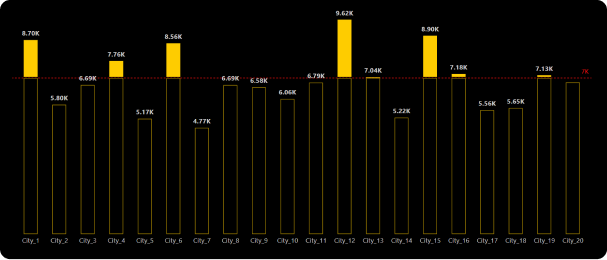 9.62K
8.70K
8.56K
8.90K
7.76K
7.04K
7.18K
7.13K
7K
6.69K
6.69K
6.58K
6.79K
5.80K
6.06K
5.17K
4.77K
5.22K
5.56K
5.65K
City_1 City_2 City_3 City_4 City_5 City_6 City_7 City_8 City_9 City_10 City_11 City_12 City_13 City_14 City_15 City_16 City_17 City_18 City_19 City_20